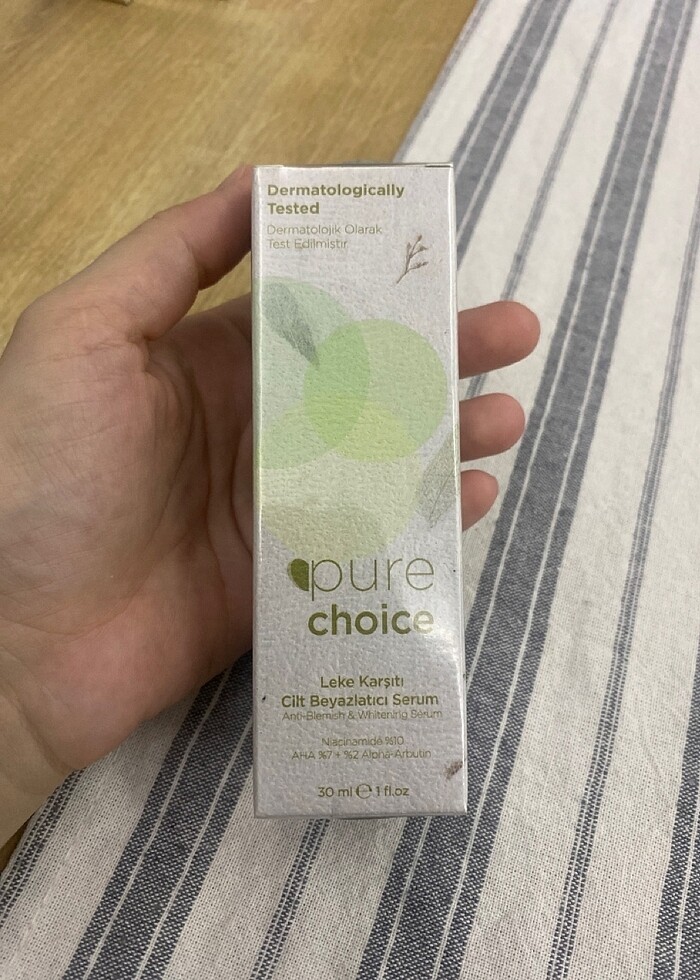 Dermatologically
Tested
Dermatolojik Olarak
Test Edilmiştir
pure
choice
Leke Karşıtı
Cilt Beyazlatıcı Serum
Anti-Blemish & Whitening Serum
Niacinamide %10
AHA %7 + %2 Alpha-Arbutin
30 ml ℮ 1 fl.oz